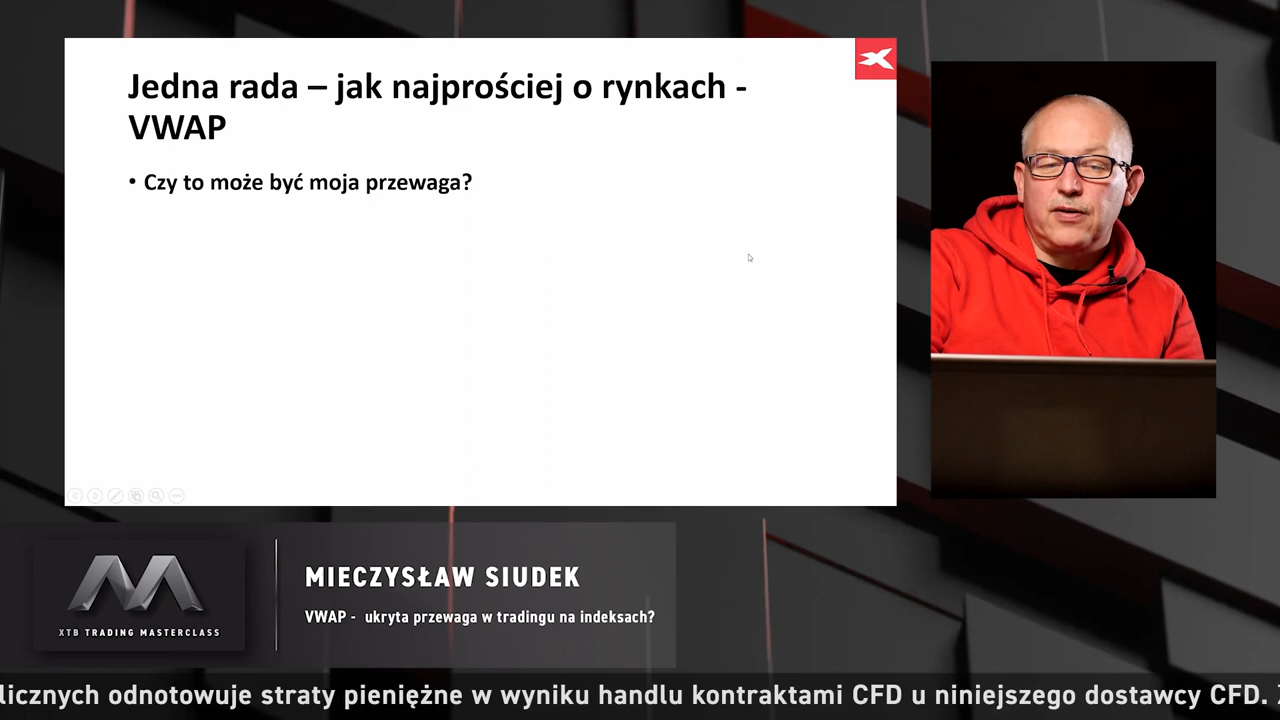 Jedna rada – jak najprościej o rynkach -
VWAP
• Czy to może być moja przewaga?
XTB TRADING MASTERCLASS
MIECZYSŁAW SIUDEK
VWAP - ukryta przewaga w tradingu na indeksach?
licznych odnotowuje straty pieniężne w wyniku handlu kontraktami CFD u niniejszego dostawcy CFD.